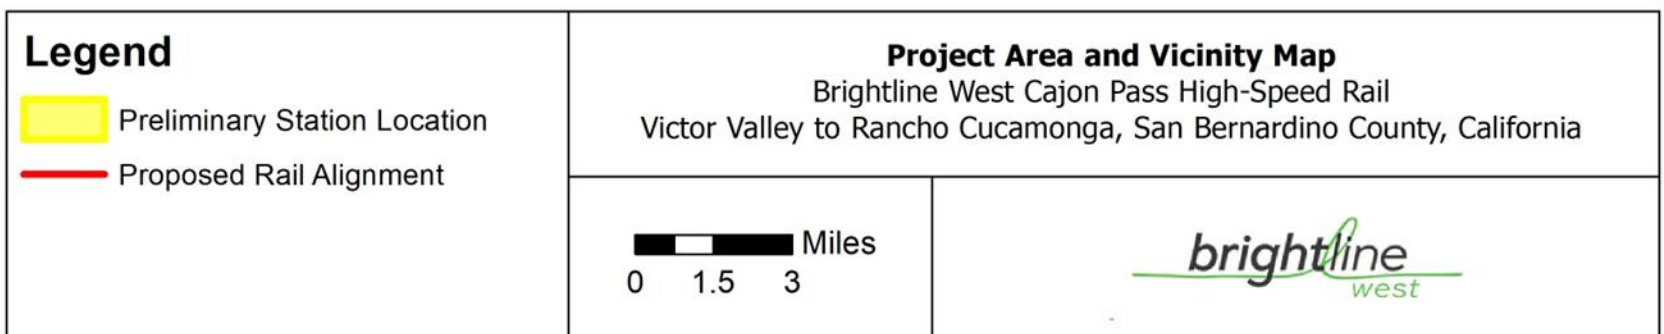 Legend
Preliminary Station Location
Proposed Rail Alignment
Project Area and Vicinity Map
Brightline West Cajon Pass High-Speed Rail
Victor Valley to Rancho Cucamonga, San Bernardino County, California
Miles
0 1.5 3
brightline
west